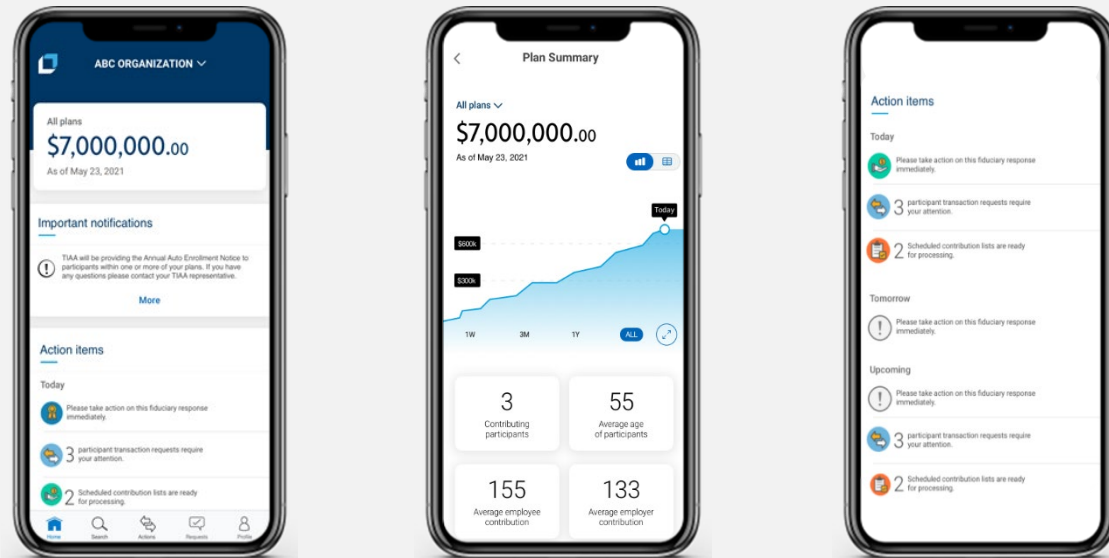 ABC ORGANIZATION
All plans
$7,000,000.00
As of May 23, 2021
Important notifications
TIAA will be providing the Annual Auto Enrollment Notice to
participants within one or more of your plans. If you have
any questions please contact your TIAA representative.
More
Action items
Today
Please take action on this fiduciary response
immediately.
3 participant transaction requests require
your attention.
2 Scheduled contribution lists are ready
for processing.
Home Search Actions Requests Profile
Plan Summary
All plans
$7,000,000.00
As of May 23, 2021
Today
$600k
$300k
1W 3M 1Y ALL
3
Contributing
participants
55
Average age
of participants
155
Average employee
contribution
133
Average employer
contribution
Action items
Today
Please take action on this fiduciary response
immediately.
3 participant transaction requests require
your attention.
2 Scheduled contribution lists are ready
for processing.
Tomorrow
Please take action on this fiduciary response
immediately.
Upcoming
Please take action on this fiduciary response
immediately.
3 participant transaction requests require
your attention.
2 Scheduled contribution lists are ready
for processing.